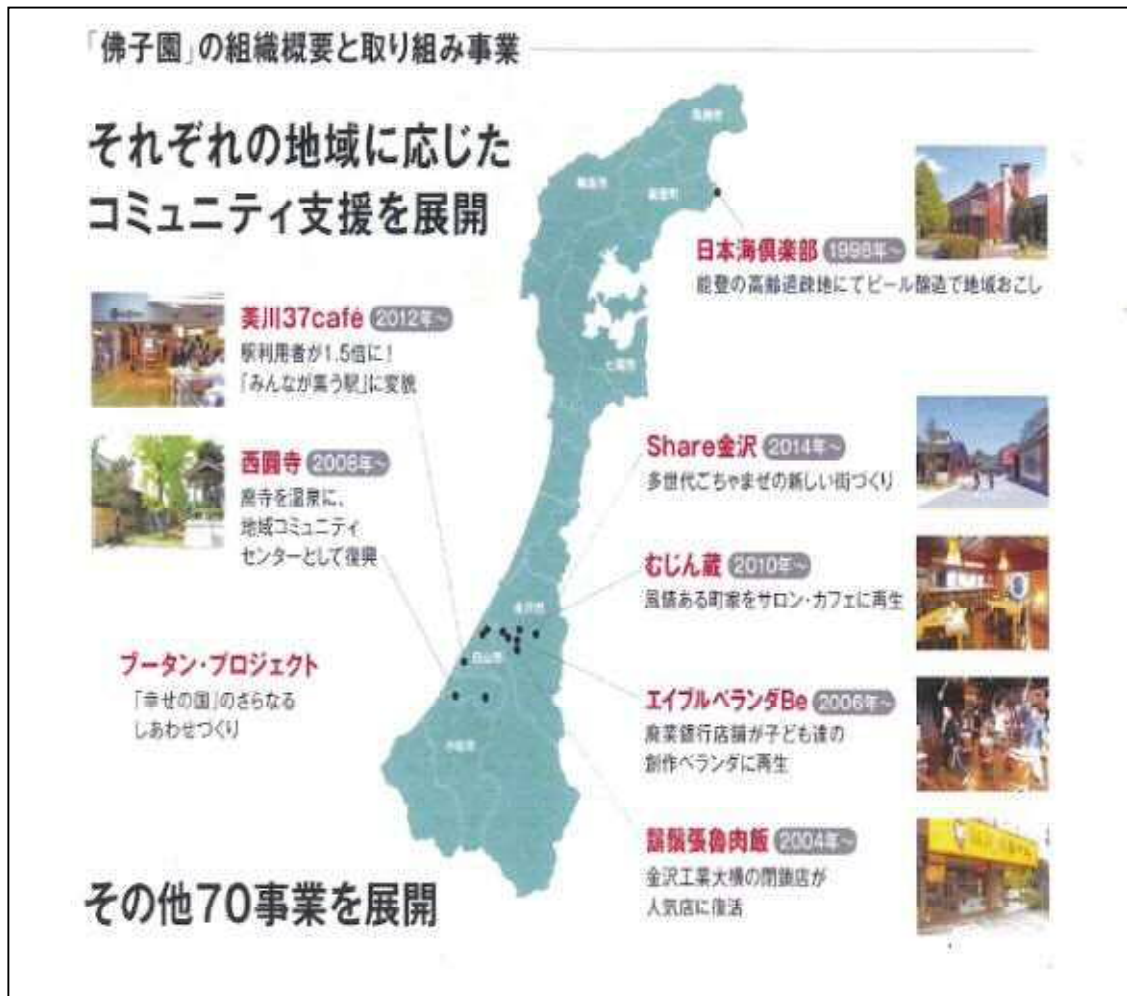 「佛子園」の組織概要と取り組み事業
それぞれの地域に応じた
コミュニティ支援を展開
日本海倶楽部 1998年~
能登の高齢過疎地にてビール醸造で地域おこし
美川37café 2012年~
駅利用者が1.5倍に!
「みんなが集う駅」に変貌
西圓寺 2008年~
廃寺を温泉に、
地域コミュニティ
センターとして復興
Share金沢 2014年~
多世代ごちゃまぜの新しい街づくり
むじん蔵 2010年~
風情ある町家をサロン・カフェに再生
ブータン・プロジェクト
「幸せの国」のさらなる
しあわせづくり
エイブルベランダBe 2006年~
廃業銀行店舗が子ども達の
創作ベランダに再生
鬍鬚張魯肉飯 2004年~
金沢工業大横の閉鎖店が
人気店に復活
その他70事業を展開
金沢市
白山市